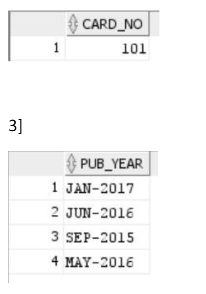 CARD_NO
1 101
3]
PUB_YEAR
1 JAN-2017
2 JUN-2016
3 SEP-2015
4 MAY-2016